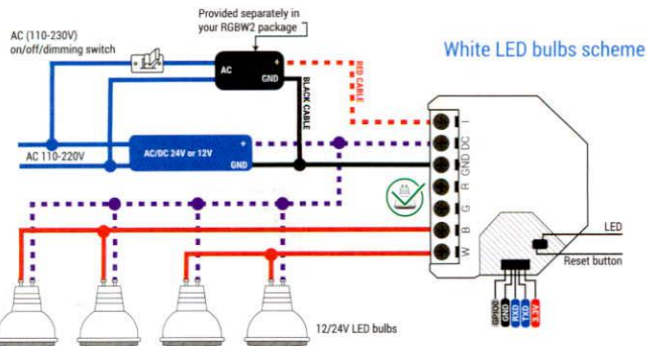 Provided separately in
your RGBW2 package
AC (110-230V)
on/off/dimming switch
White LED bulbs scheme
AC
+
GND
RED CABLE
BLACK CABLE
AC 110-220V
AC/DC 24V or 12V
+
GND
I
DC
GND
R
G
B
W
LED
Reset button
GPIO0
GND
RXD
TXD
3.3V
12/24V LED bulbs